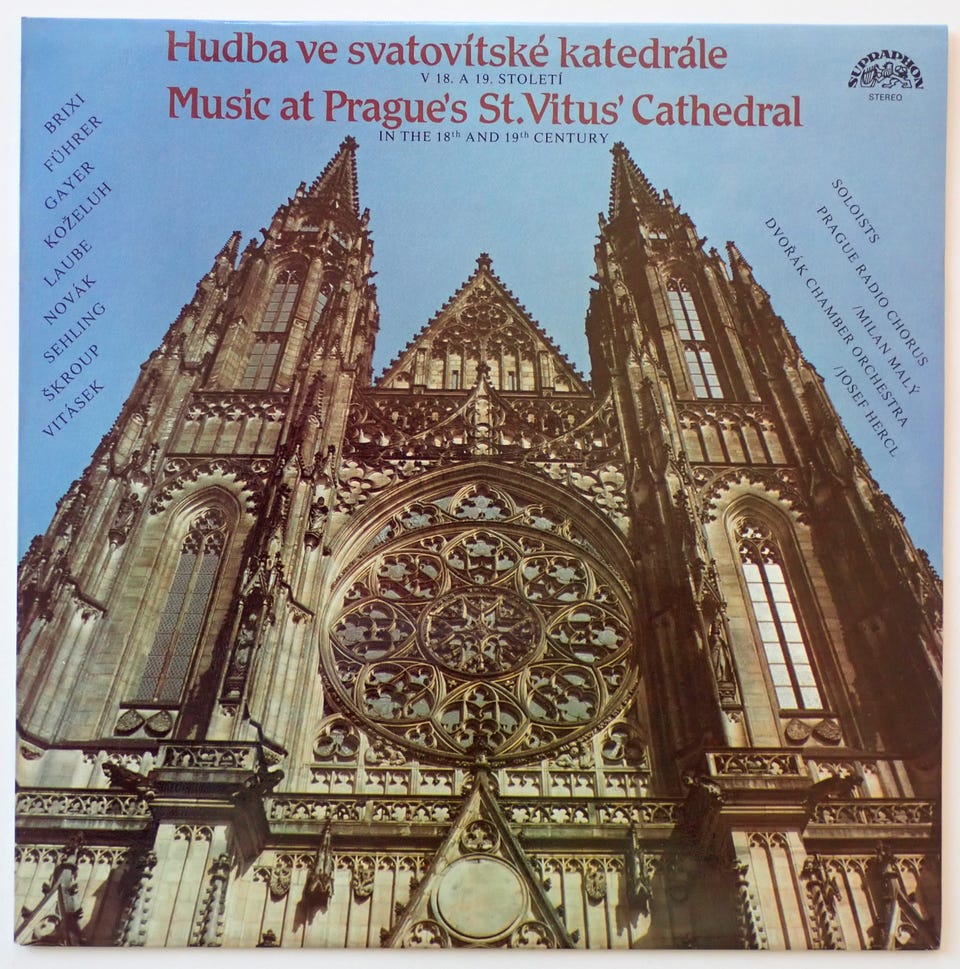 Hudba ve svatovítské katedrále
V 18. A 19. STOLETÍ
Music at Prague's St. Vitus' Cathedral
IN THE 18th AND 19th CENTURY
SUPRAPHON
STEREO
BRIXI
FÜHRER
GAYER
KOŽELUH
LAUBE
NOVÁK
SEHLING
ŠKROUP
VITÁSEK
SOLOISTS
PRAGUE RADIO CHORUS
/MILAN MALÝ
DVOŘÁK CHAMBER ORCHESTRA
/JOSEF HERCL